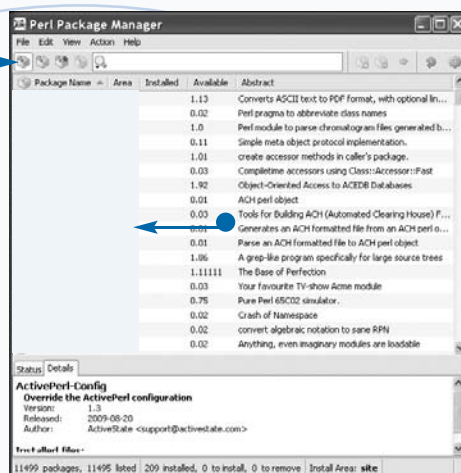 Perl Package Manager
File Edit View Action Help
Package Name Area Installed Available Abstract
1.13 Converts ASCII text to PDF format, with optional lin...
0.02 Perl pragma to abbreviate class names
1.0 Perl module to parse chromatogram files generated b...
0.11 Simple meta object protocol implementation.
1.01 create accessor methods in caller's package.
0.03 Compiletime accessors using Class::Accessor::Fast
1.92 Object-Oriented Access to ACEDB Databases
0.01 ACH perl object
0.03 Tools for Building ACH (Automated Clearing House) F...
0.01 Generates an ACH formatted file from an ACH perl o...
0.01 Parse an ACH formatted file to ACH perl object
1.86 A grep-like program specifically for large source trees
1.11111 The Base of Perfection
0.03 Your favourite TV-show Acme module
0.75 Pure Perl 65C02 simulator.
0.02 Crash of Namespace
0.02 convert algebraic notation to sane RPN
0.02 Anything, even imaginary modules are loadable
Status Details
ActivePerl-Config
Override the ActivePerl configuration
Version: 1.3
Released: 2009-08-20
Author: ActiveState <support@activestate.com>
Installed files:
11499 packages, 11495 listed 209 installed, 0 to install, 0 to remove Install Area: site